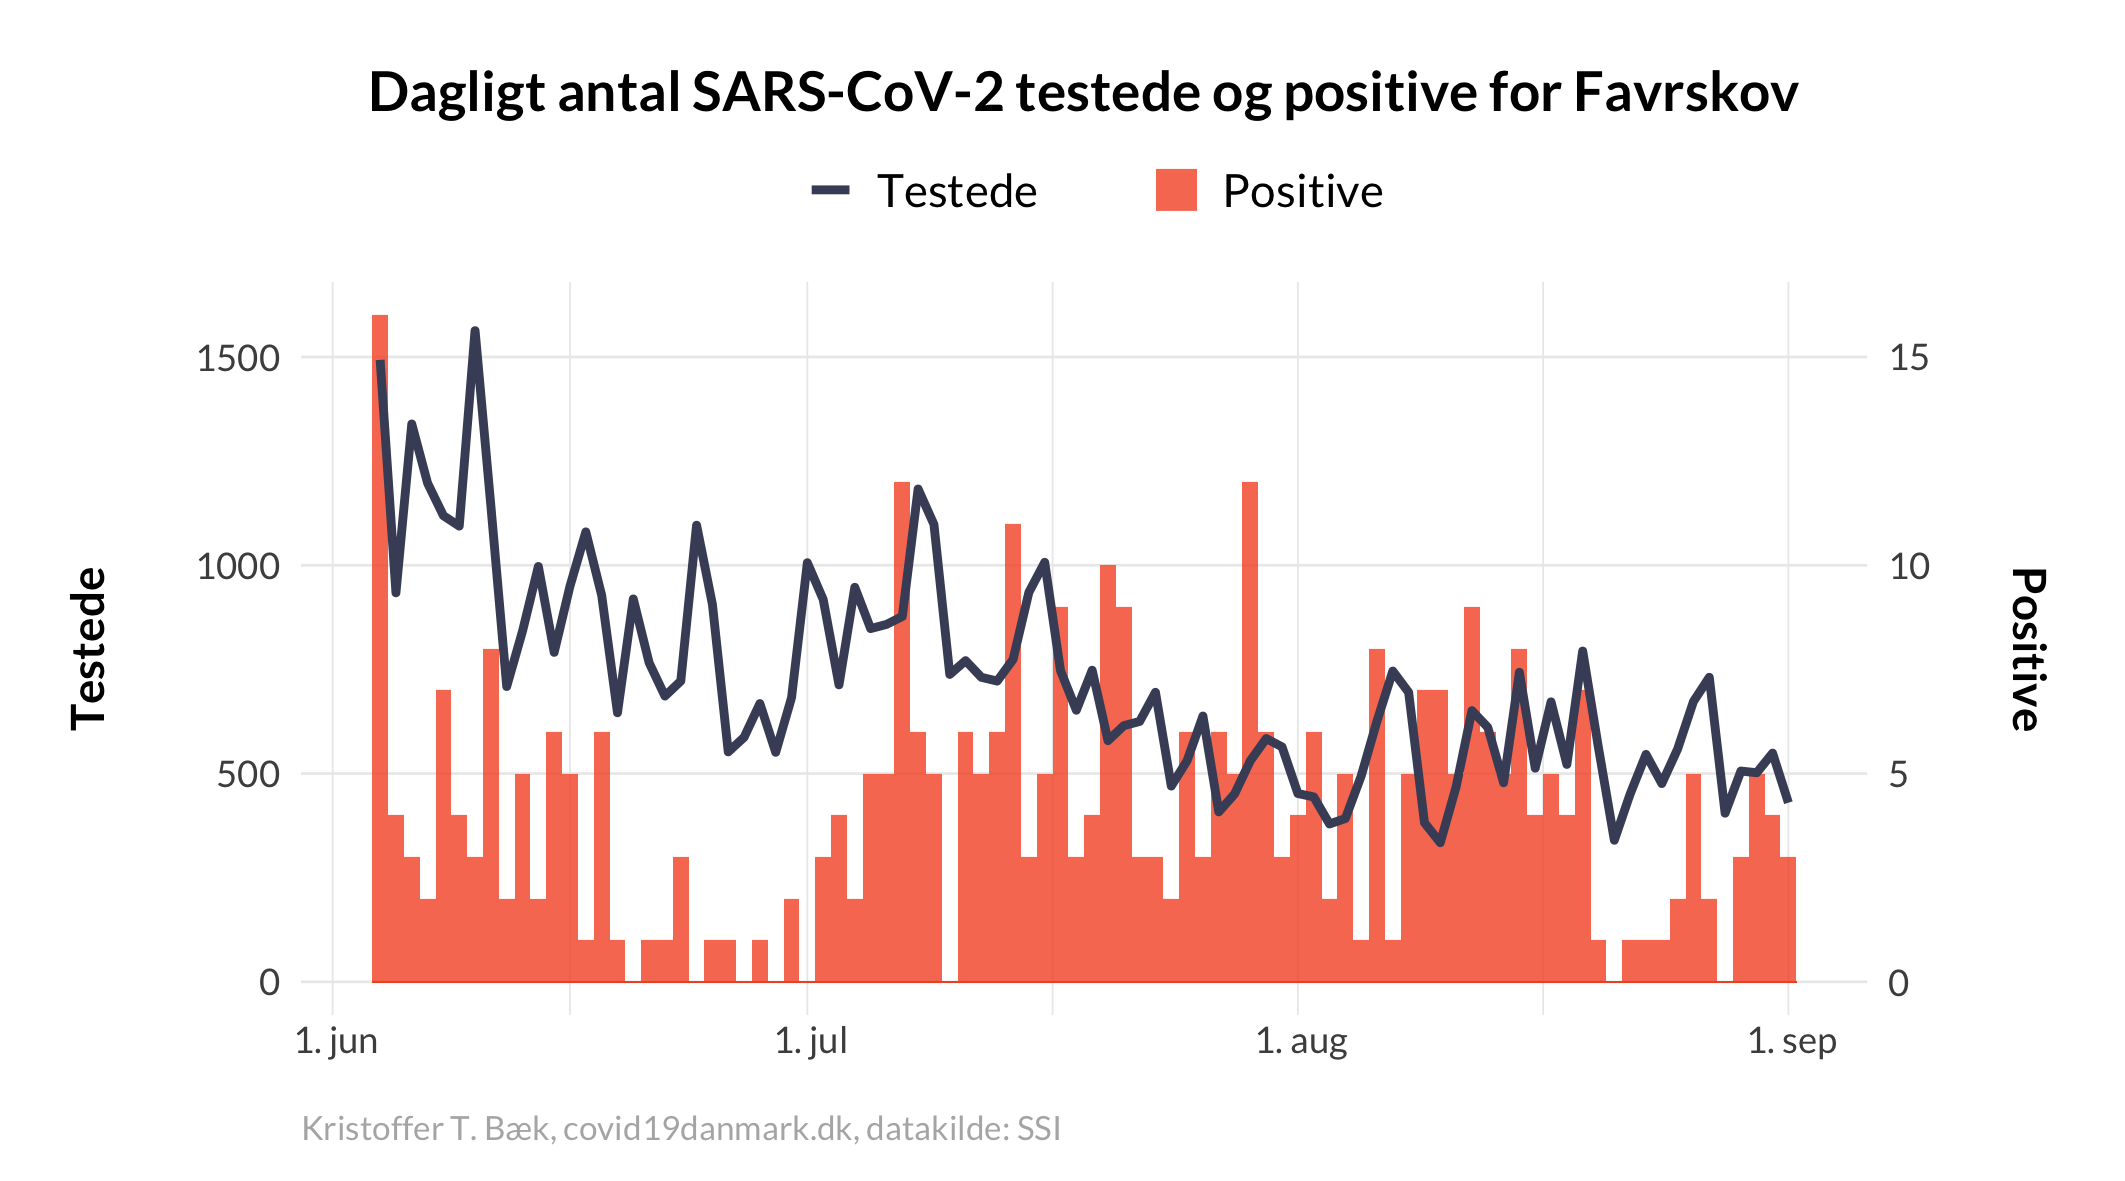 Dagligt antal SARS-CoV-2 testede og positive for Favrskov
Testede Positive
1500 15
1000 10
500 5
0 0
Testede
Positive
1. jun 1. jul 1. aug 1. sep
Kristoffer T. Bæk, covid19danmark.dk, datakilde: SSI